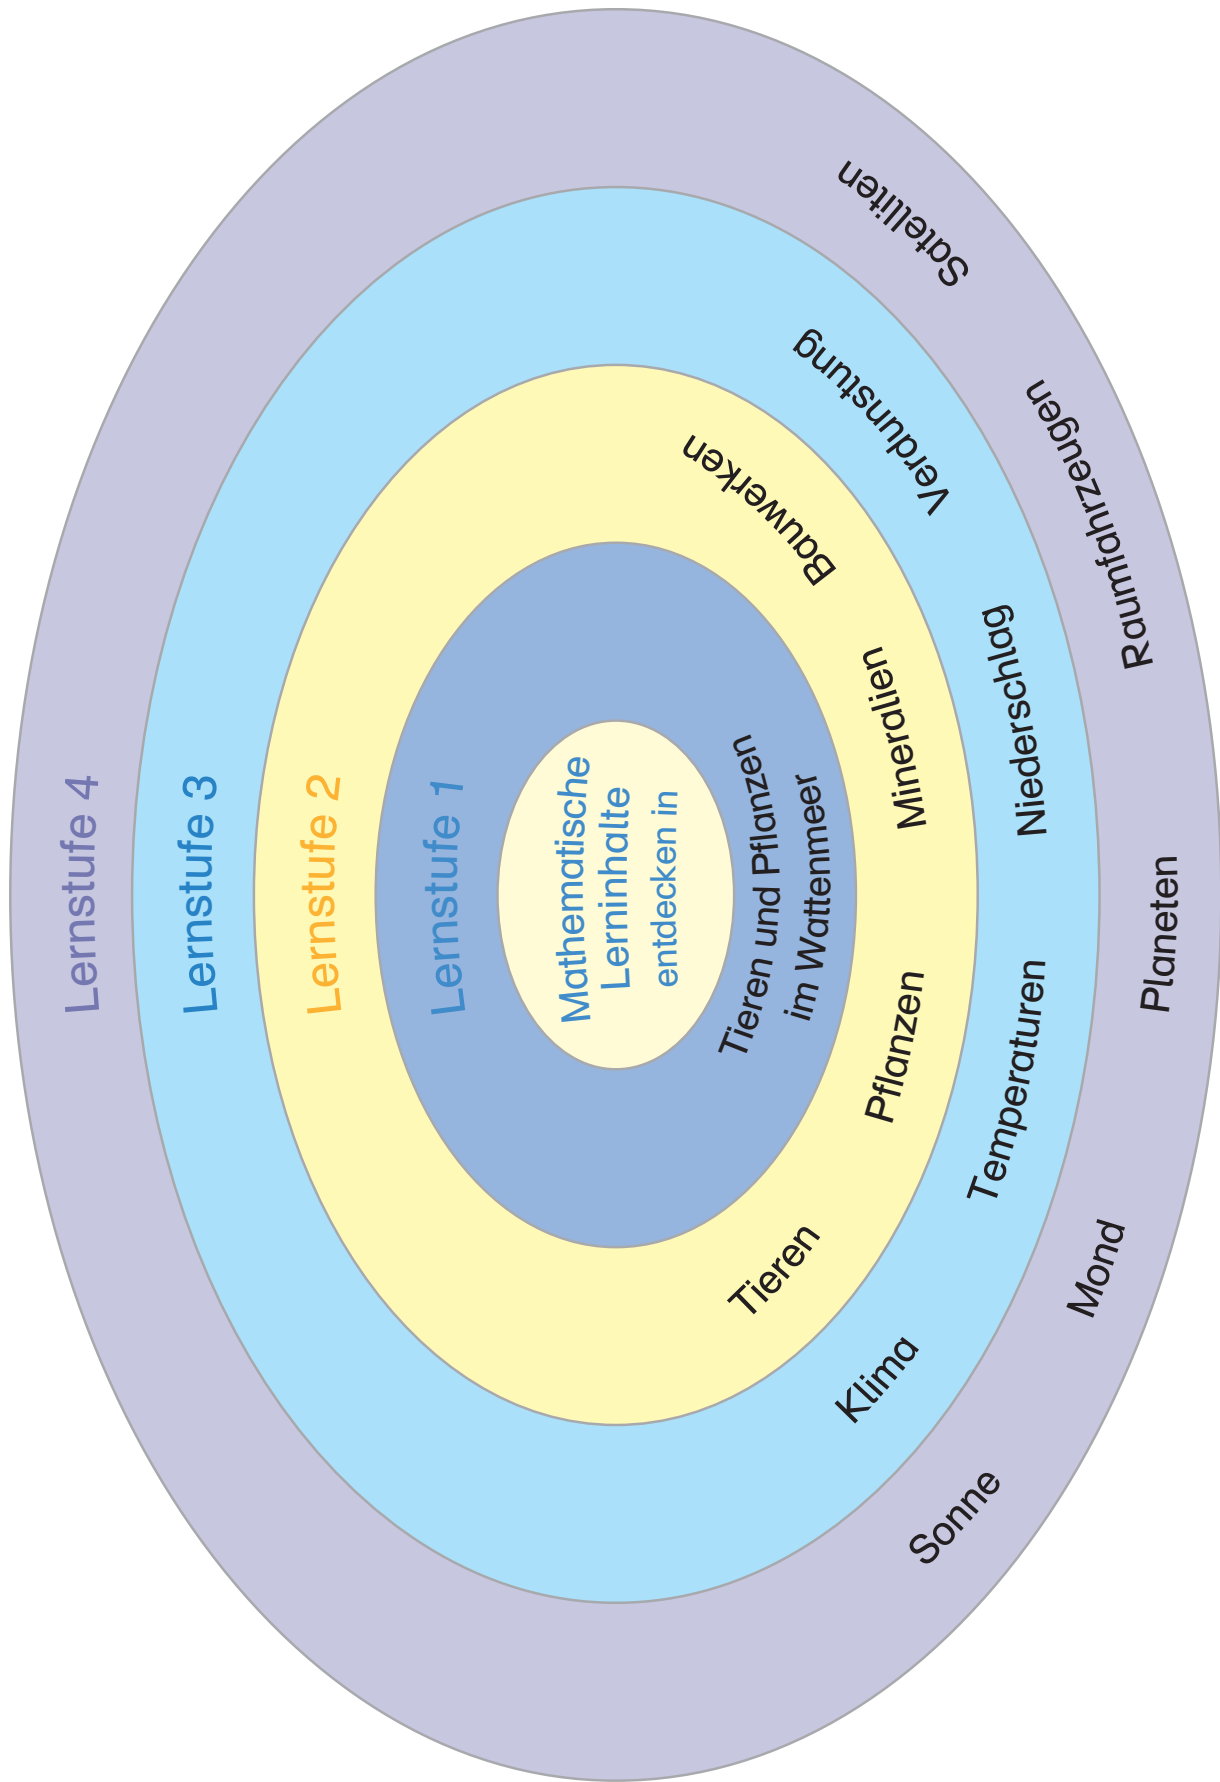 Lernstufe 4
Lernstufe 3
Lernstufe 2
Lernstufe 1
Mathematische
Lerninhalte
entdecken in
Tieren und Pflanzen
im Wattenmeer
Tieren
Pflanzen
Mineralien
Bauwerken
Klima
Temperaturen
Niederschlag
Verdunstung
Sonne
Mond
Planeten
Raumfahrzeugen
Satelliten